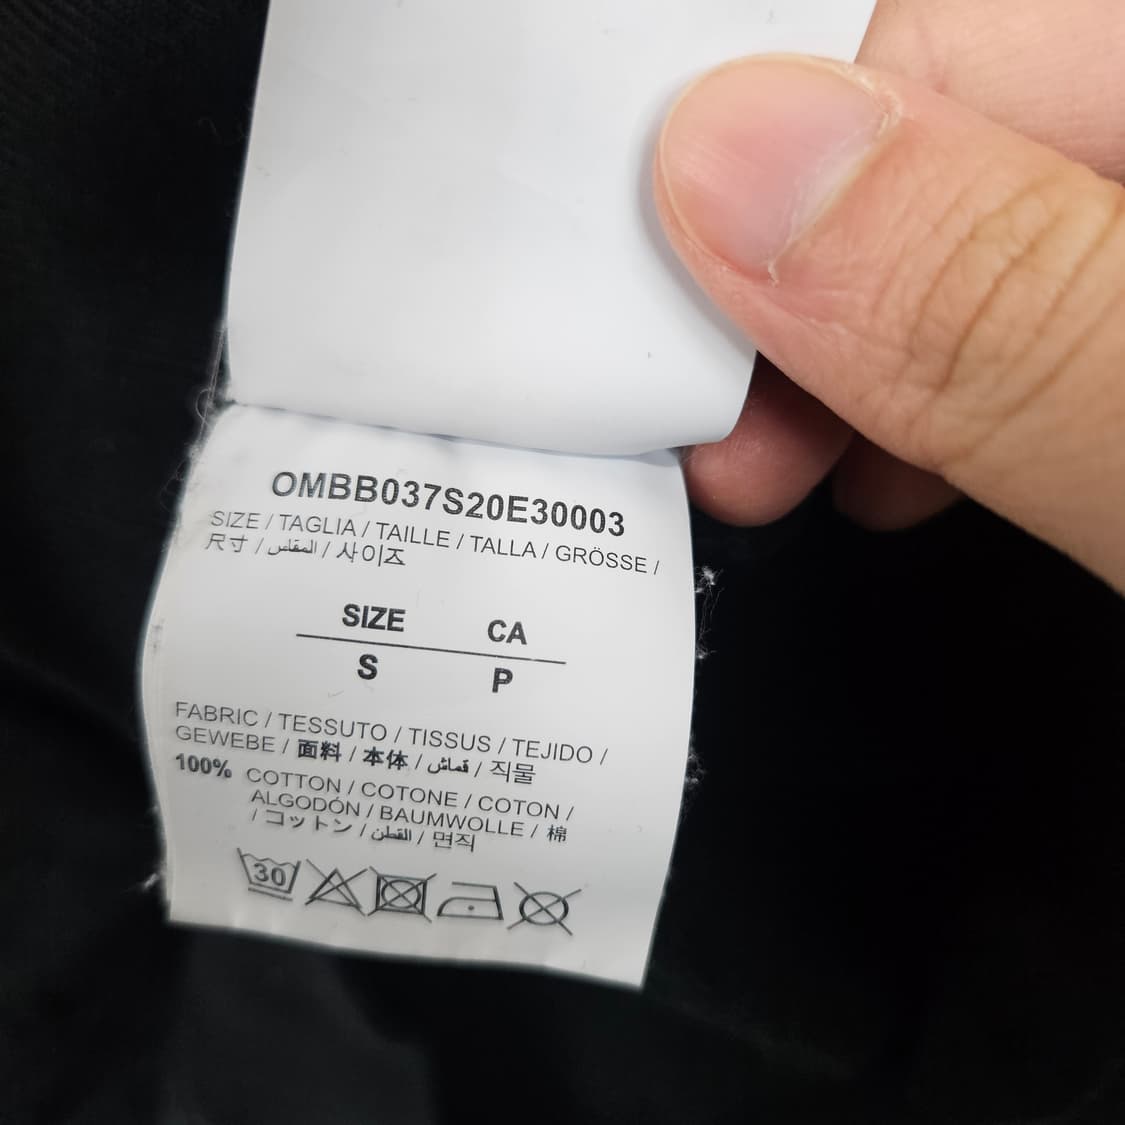 OMBB037S20E30003
SIZE / TAGLIA / TAILLE / TALLA / GRÖSSE /
尺寸 / المقاس / 사이즈
SIZE CA
S P
FABRIC / TESSUTO / TISSUS / TEJIDO /
GEWEBE / 面料 / 本体 / قماش / 직물
100% COTTON / COTONE / COTON /
ALGODÓN / BAUMWOLLE / 棉
/ コットン / القطن / 면직
30